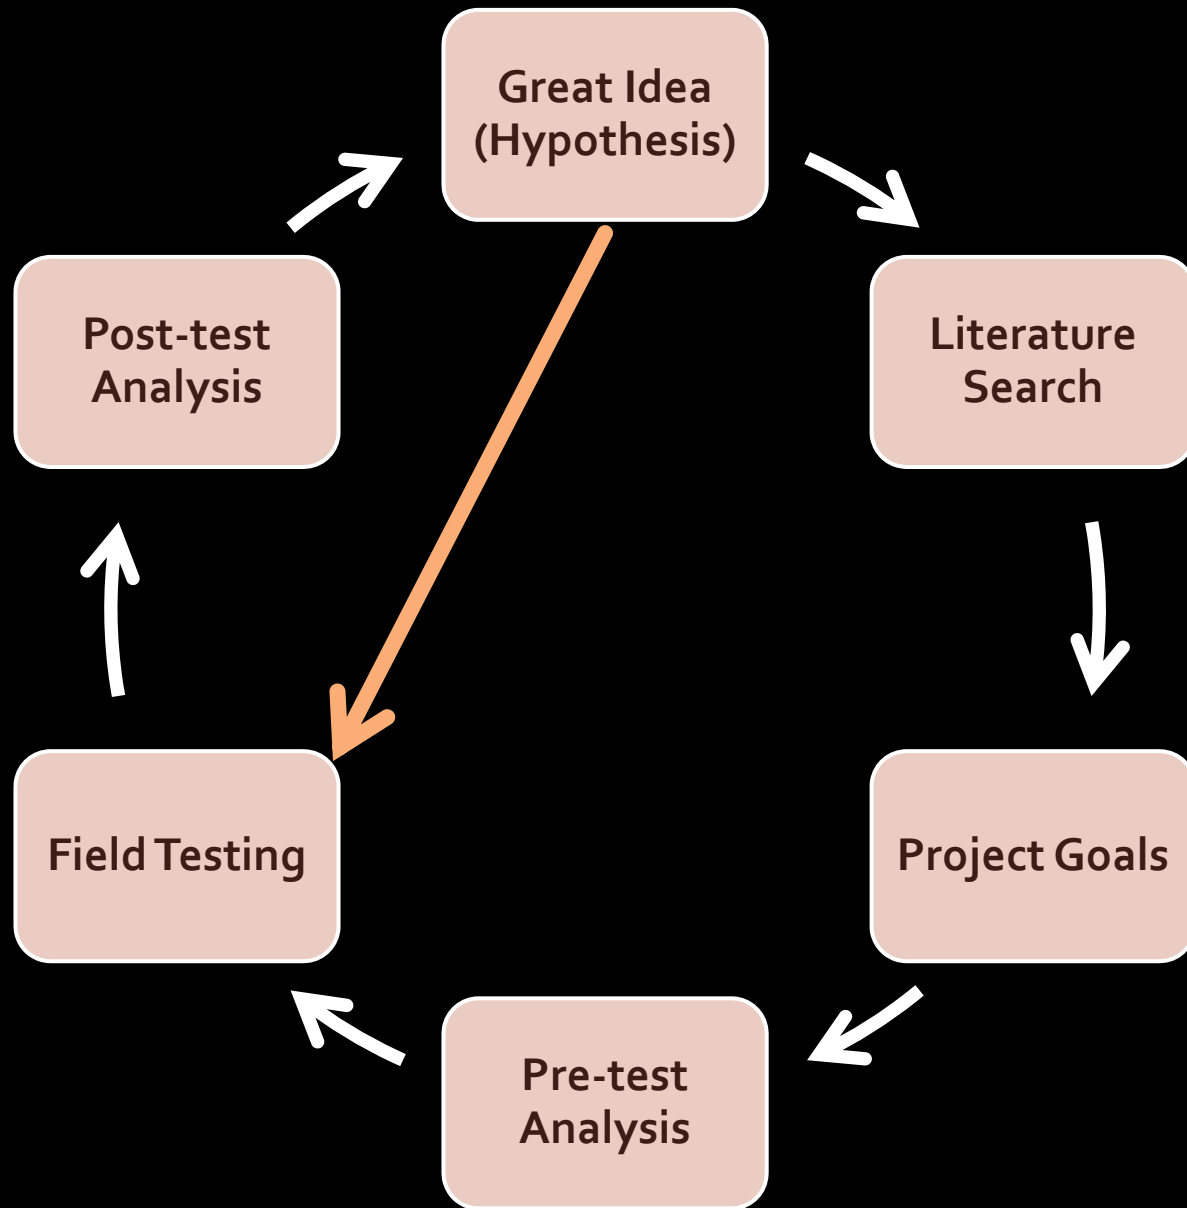 Great Idea
(Hypothesis)
Literature
Search
Project Goals
Pre-test
Analysis
Field Testing
Post-test
Analysis